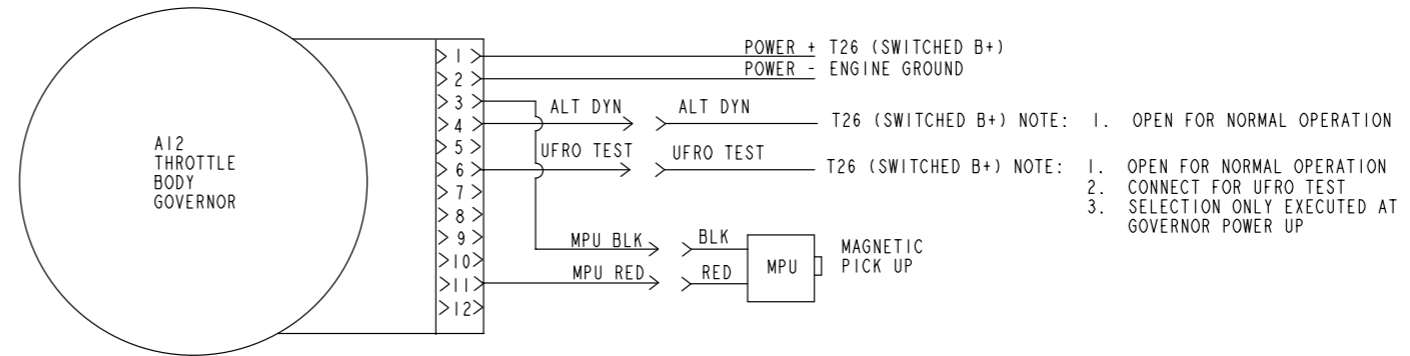 POWER + T26 (SWITCHED B+)
POWER - ENGINE GROUND
A12
THROTTLE
BODY
GOVERNOR
1
2
3
4
5
6
7
8
9
10
11
12
ALT DYN ALT DYN T26 (SWITCHED B+) NOTE: 1. OPEN FOR NORMAL OPERATION
UFRO TEST UFRO TEST T26 (SWITCHED B+) NOTE: 1. OPEN FOR NORMAL OPERATION
2. CONNECT FOR UFRO TEST
3. SELECTION ONLY EXECUTED AT
GOVERNOR POWER UP
MPU BLK BLK
MPU RED RED
MPU
MAGNETIC
PICK UP